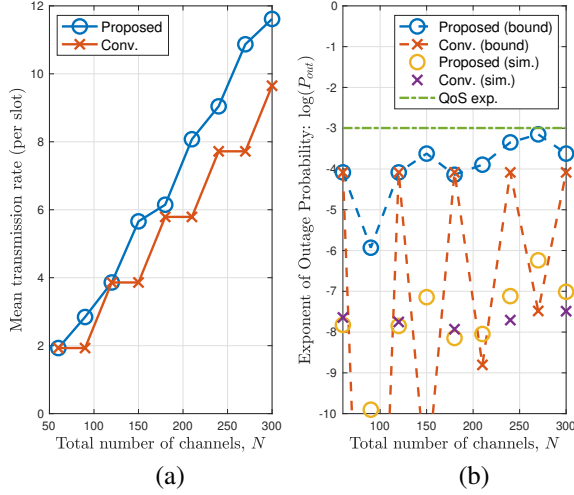 Proposed
Conv.
Mean transmission rate (per slot)
12
10
8
6
4
2
0
50
100
150
200
250
300
Total number of channels, N
(a)
Proposed (bound)
Conv. (bound)
Proposed (sim.)
Conv. (sim.)
QoS exp.
Exponent of Outage Probability: log(P_out)
0
-1
-2
-3
-4
-5
-6
-7
-8
-9
-10
100
150
200
250
300
Total number of channels, N
(b)